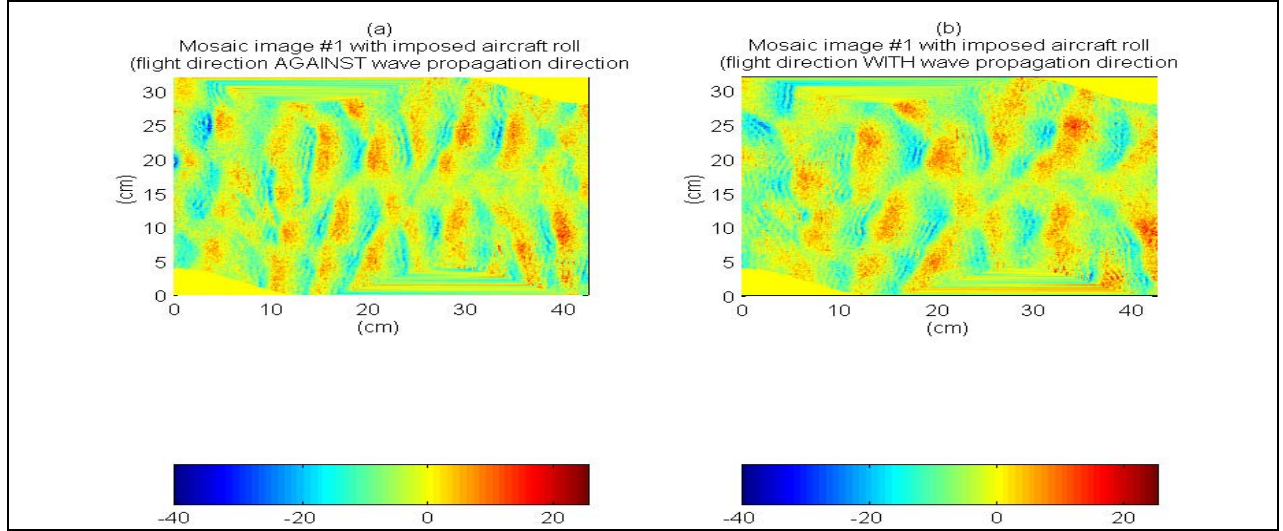 (a)
Mosaic image #1 with imposed aircraft roll
(flight direction AGAINST wave propagation direction
30
25
20
15
10
5
0
(cm)
0 10 20 30 40
(cm)
-40 -20 0 20
(b)
Mosaic image #1 with imposed aircraft roll
(flight direction WITH wave propagation direction
30
25
20
15
10
5
0
(cm)
0 10 20 30 40
(cm)
-40 -20 0 20